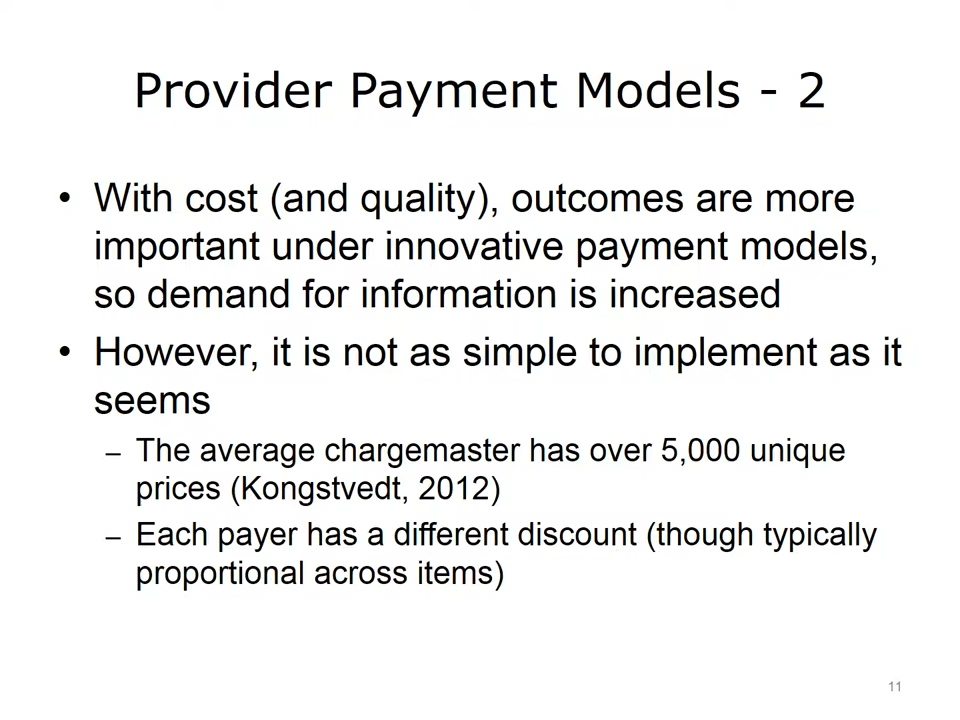 Provider Payment Models - 2
• With cost (and quality), outcomes are more
important under innovative payment models,
so demand for information is increased
• However, it is not as simple to implement as it
seems
– The average chargemaster has over 5,000 unique
prices (Kongstvedt, 2012)
– Each payer has a different discount (though typically
proportional across items)
11